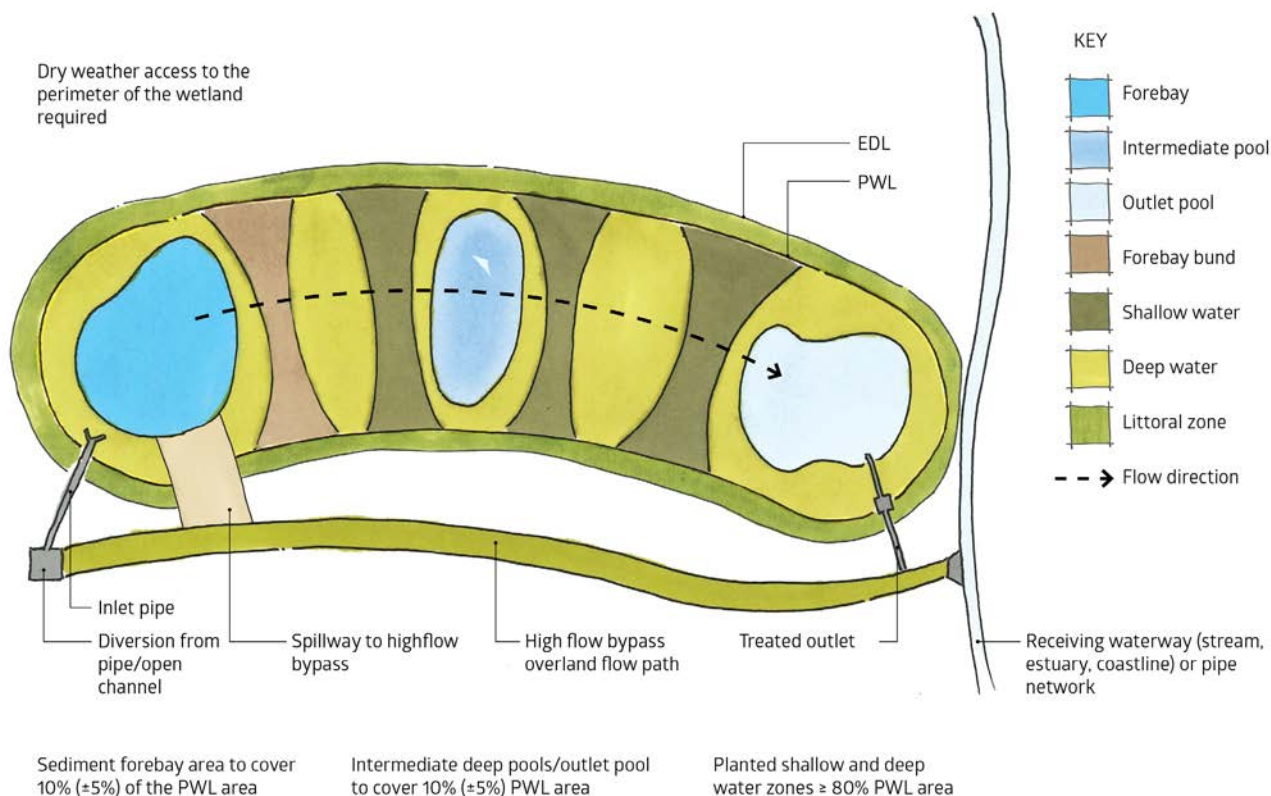 Dry weather access to the
perimeter of the wetland
required
EDL
PWL
KEY
Forebay
Intermediate pool
Outlet pool
Forebay bund
Shallow water
Deep water
Littoral zone
Flow direction
Inlet pipe
Diversion from
pipe/open
channel
Spillway to highflow
bypass
High flow bypass
overland flow path
Treated outlet
Receiving waterway (stream,
estuary, coastline) or pipe
network
Sediment forebay area to cover
10% (±5%) of the PWL area
Intermediate deep pools/outlet pool
to cover 10% (±5%) PWL area
Planted shallow and deep
water zones ≥ 80% PWL area